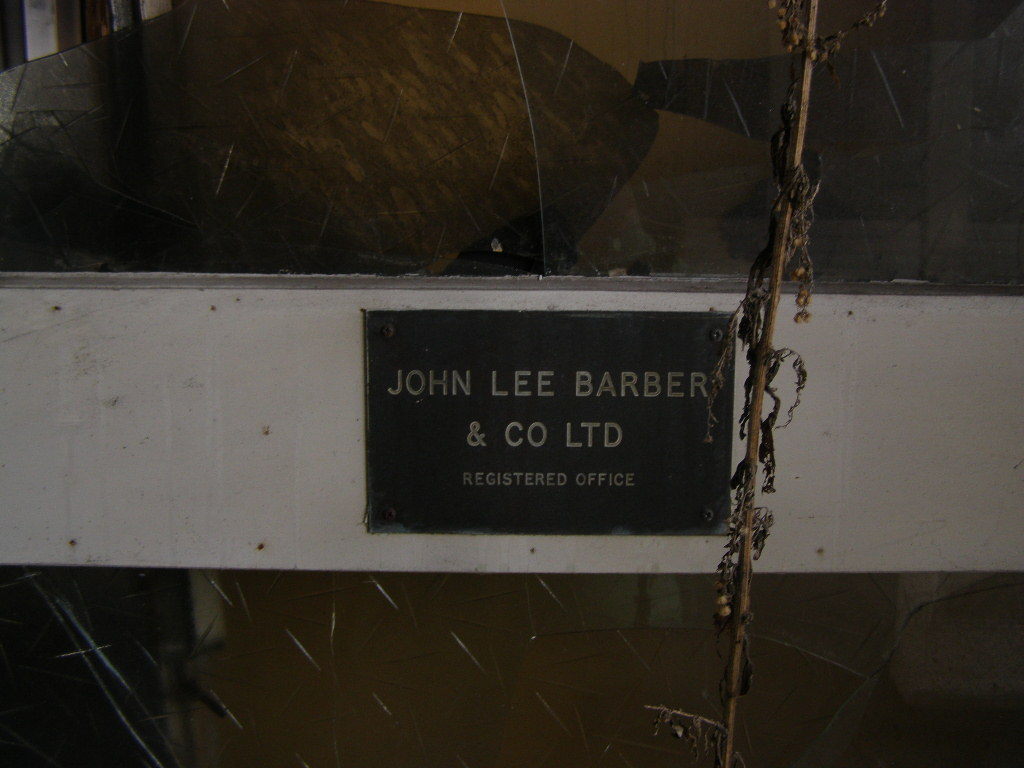 JOHN LEE BARBER
& CO LTD
REGISTERED OFFICE